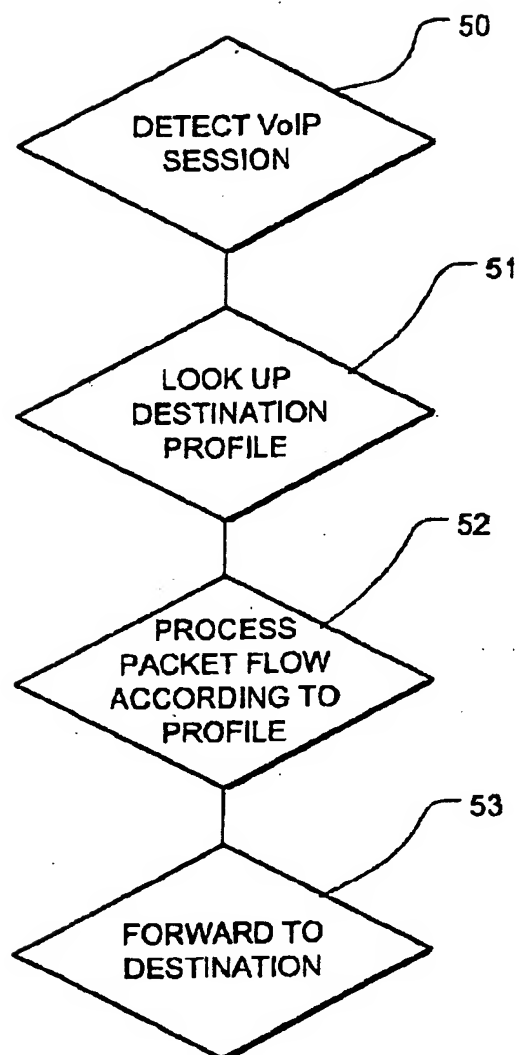 50
DETECT VoIP
SESSION
51
LOOK UP
DESTINATION
PROFILE
52
PROCESS
PACKET FLOW
ACCORDING TO
PROFILE
53
FORWARD TO
DESTINATION